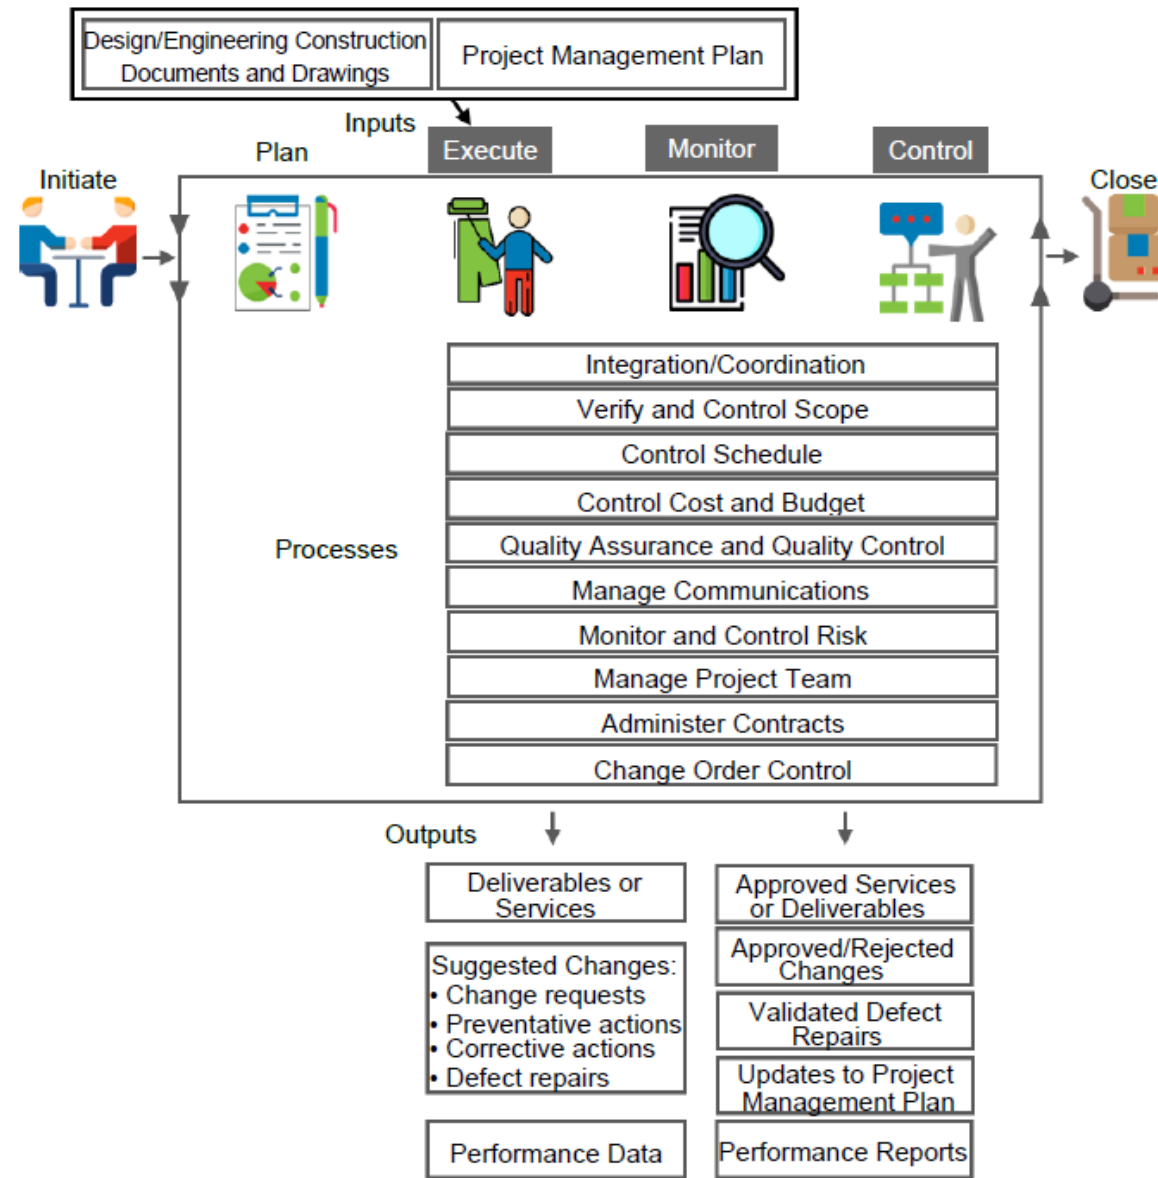 Design/Engineering Construction
Documents and Drawings
Project Management Plan
Inputs
Plan
Execute
Monitor
Control
Initiate
Close
Integration/Coordination
Verify and Control Scope
Control Schedule
Control Cost and Budget
Processes
Quality Assurance and Quality Control
Manage Communications
Monitor and Control Risk
Manage Project Team
Administer Contracts
Change Order Control
Outputs
Deliverables or
Services
Suggested Changes:
• Change requests
• Preventative actions
• Corrective actions
• Defect repairs
Performance Data
Approved Services
or Deliverables
Approved/Rejected
Changes
Validated Defect
Repairs
Updates to Project
Management Plan
Performance Reports